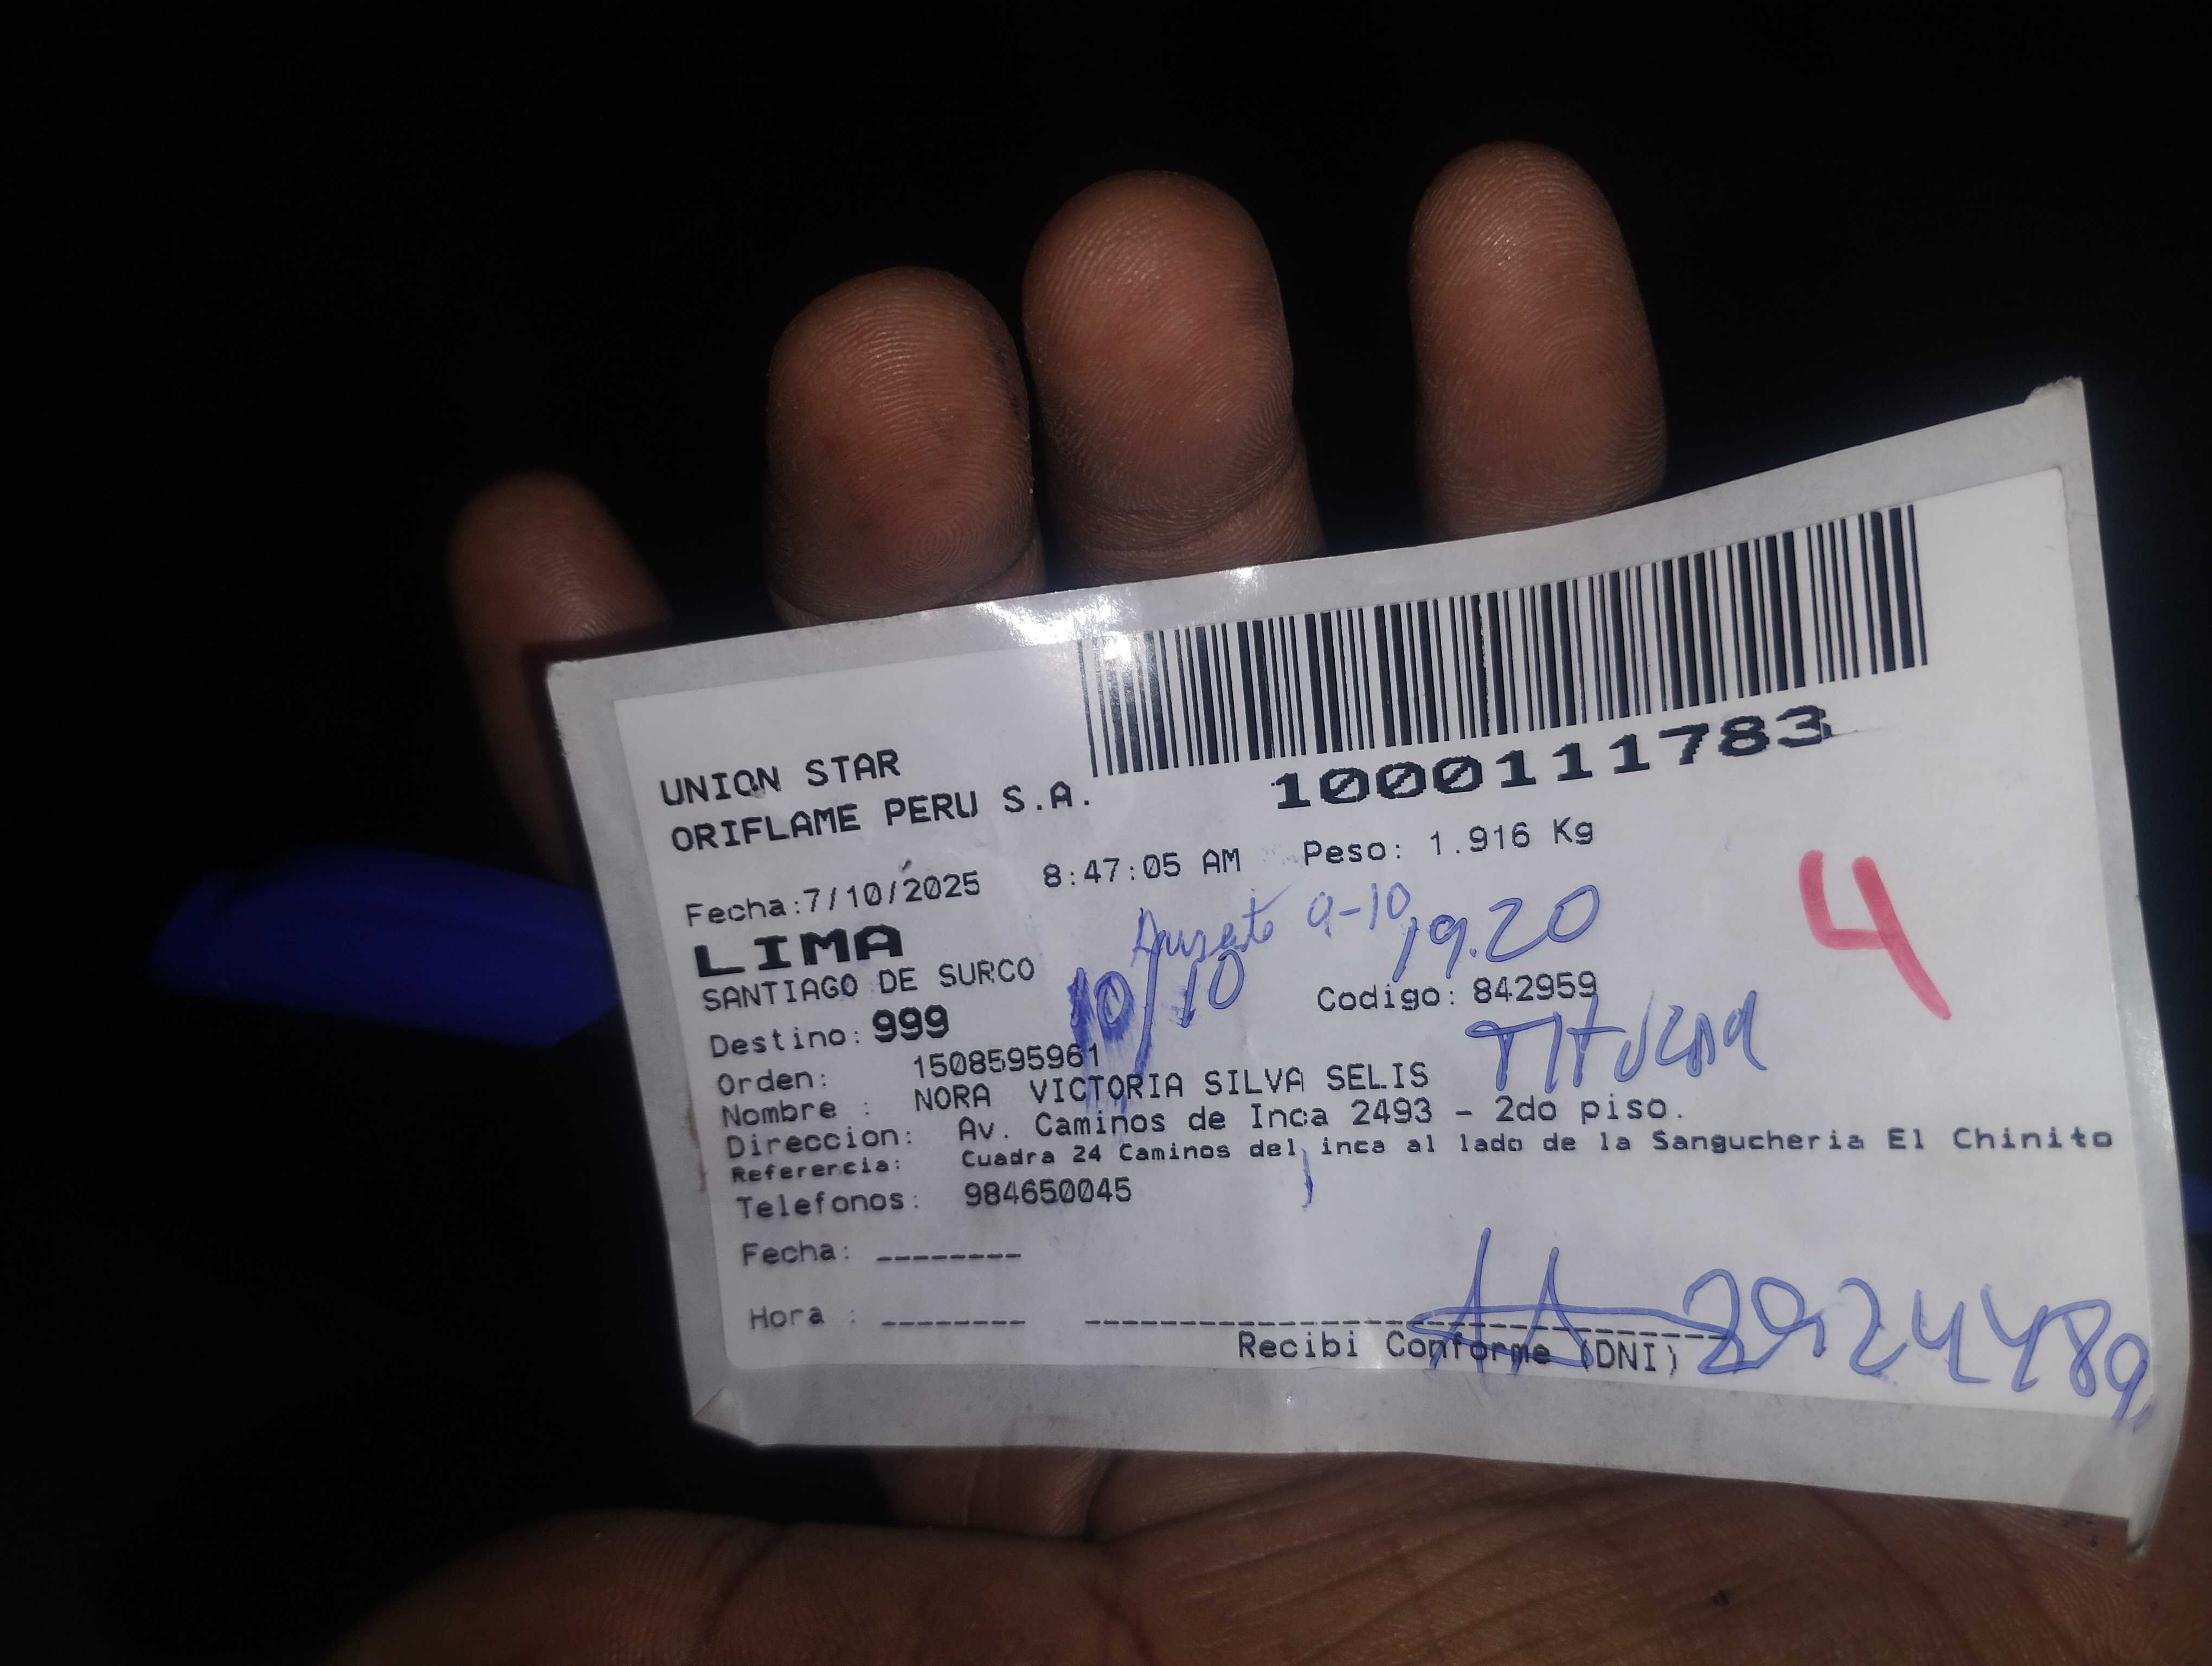 UNION STAR
ORIFLAME PERU S.A.
1000111783
Fecha:7/10/2025 8:47:05 AM Peso: 1.916 Kg
4
9-10
19.20
LIMA
SANTIAGO DE SURCO
10/10
Codigo: 842959
Destino: 999
TITULAR
Orden: 1508595961
Nombre : NORA VICTORIA SILVA SELIS
Direccion: Av. Caminos de Inca 2493 - 2do piso.
Referencia: Cuadra 24 Caminos del inca al lado de la Sangucheria El Chinito
Telefonos: 984650045
Fecha: --------
Hora : --------
Recibi Conforme (DNI)